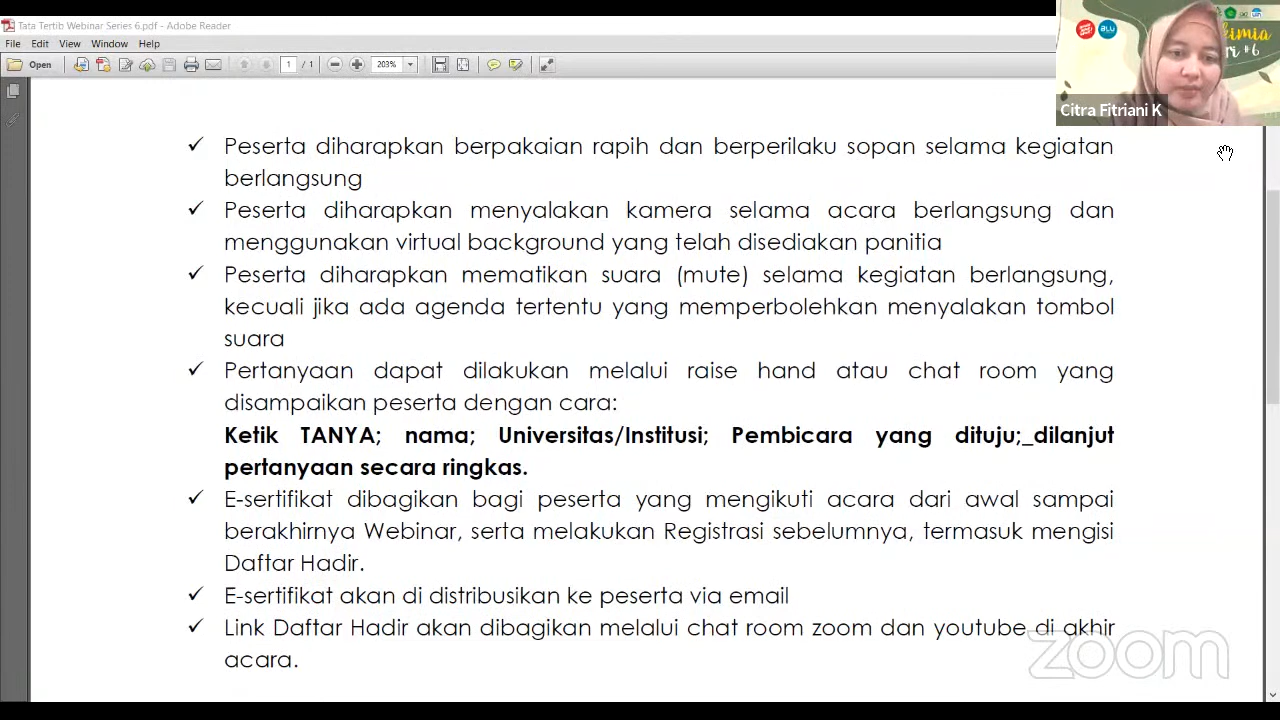 Tata Tertib Webinar Series 6.pdf - Adobe Reader
File Edit View Window Help
Open 1 / 1 203%
BLU
kimia
ri #6
Citra Fitriani K
Peserta diharapkan berpakaian rapih dan berperilaku sopan selama kegiatan
berlangsung
Peserta diharapkan menyalakan kamera selama acara berlangsung dan
menggunakan virtual background yang telah disediakan panitia
Peserta diharapkan mematikan suara (mute) selama kegiatan berlangsung,
kecuali jika ada agenda tertentu yang memperbolehkan menyalakan tombol
suara
Pertanyaan dapat dilakukan melalui raise hand atau chat room yang
disampaikan peserta dengan cara:
Ketik TANYA; nama; Universitas/Institusi; Pembicara yang dituju;_dilanjut
pertanyaan secara ringkas.
E-sertifikat dibagikan bagi peserta yang mengikuti acara dari awal sampai
berakhirnya Webinar, serta melakukan Registrasi sebelumnya, termasuk mengisi
Daftar Hadir.
E-sertifikat akan di distribusikan ke peserta via email
Link Daftar Hadir akan dibagikan melalui chat room zoom dan youtube di akhir
acara.
zoom